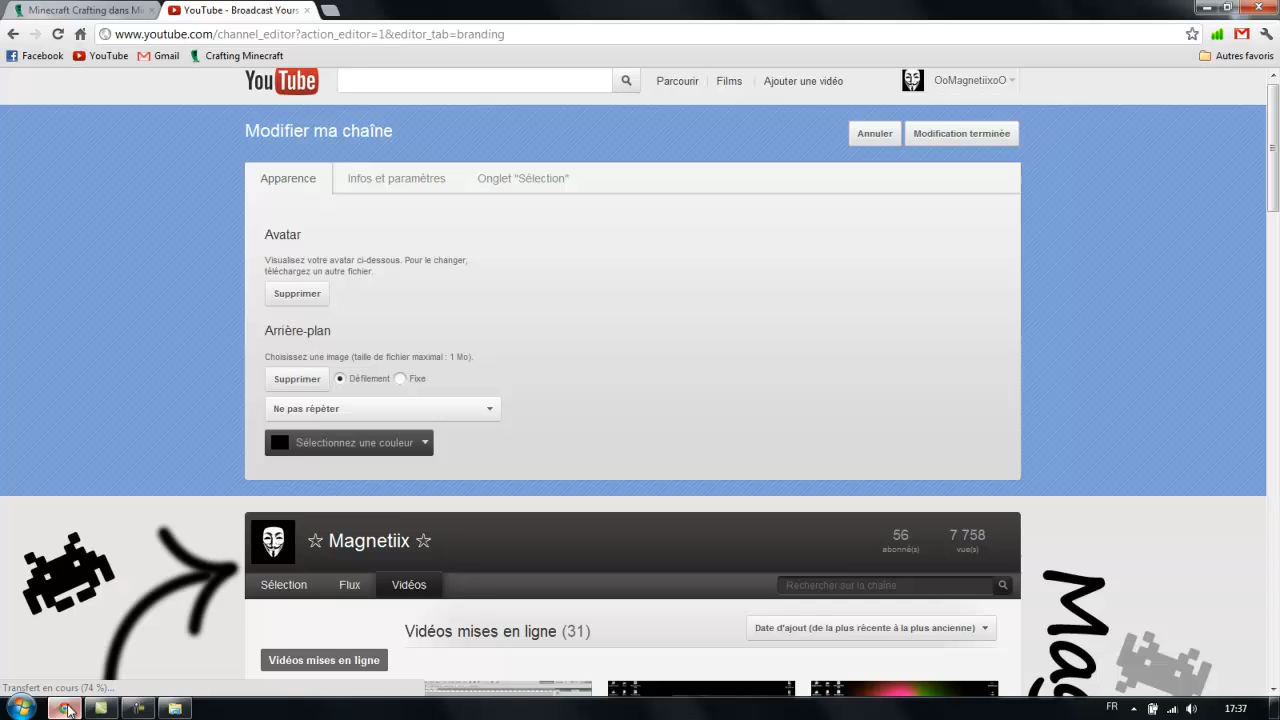 Minecraft Crafting dans Mi
YouTube - Broadcast Yours
www.youtube.com/channel_editor?action_editor=1&editor_tab=branding
Facebook YouTube Gmail Crafting Minecraft Autres favoris
YouTube Parcourir Films Ajouter une vidéo OoMagnetiixoO
Modifier ma chaîne Annuler Modification terminée
Apparence Infos et paramètres Onglet "Sélection"
Avatar
Visualisez votre avatar ci-dessous. Pour le changer,
téléchargez un autre fichier.
Supprimer
Arrière-plan
Choisissez une image (taille de fichier maximal : 1 Mo).
Supprimer Défilement Fixe
Ne pas répéter
Sélectionnez une couleur
☆ Magnetiix ☆ 56 7 758
abonné(s) vue(s)
Sélection Flux Vidéos Rechercher sur la chaîne
Vidéos mises en ligne (31) Date d'ajout (de la plus récente à la plus ancienne)
Vidéos mises en ligne
Mag
Transfert en cours (74 %)...
FR 17:37